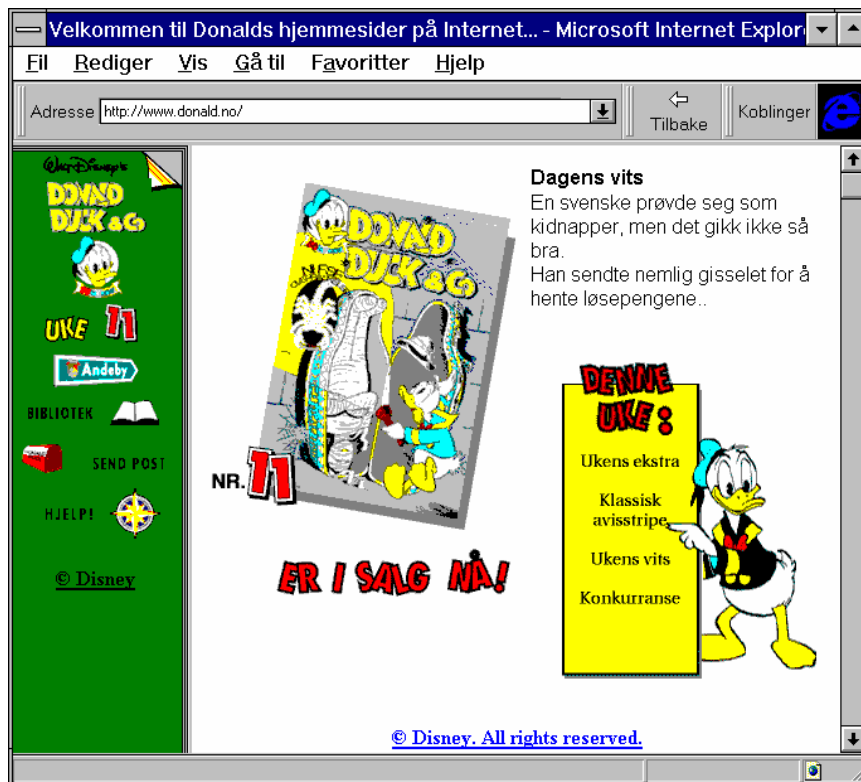 Velkommen til Donalds hjemmesider på Internet... - Microsoft Internet Explor
Fil Rediger Vis Gå til Favoritter Hjelp
Adresse http://www.donald.no/ Tilbake Koblinger
Walt Disney's
DONALD
DUCK & Co
UKE 11
Andeby
BIBLIOTEK
SEND POST
HJELP!
© Disney
DONALD
DUCK & Co
NR. 11
ER I SALG NÅ!
Dagens vits
En svenske prøvde seg som
kidnapper, men det gikk ikke så
bra.
Han sendte nemlig gisselet for å
hente løsepengene..
DENNE
UKE:
Ukens ekstra
Klassisk
avisstripe
Ukens vits
Konkurranse
© Disney. All rights reserved.